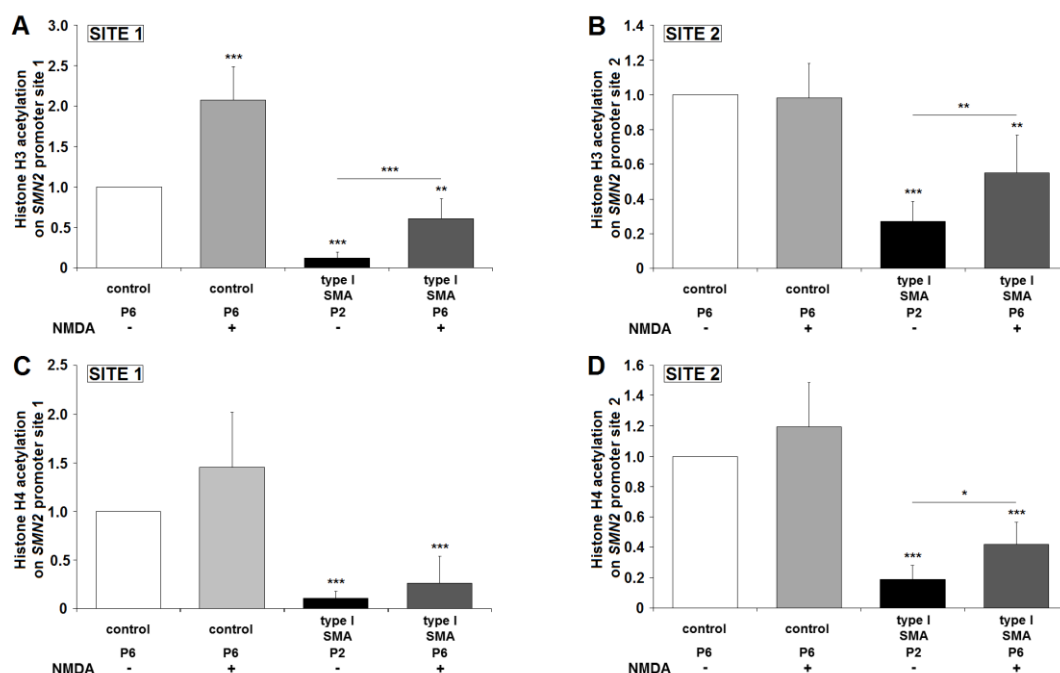 A
SITE 1
Histone H3 acetylation
on SMN2 promoter site 1
3.0
2.5
2.0
1.5
1.0
0.5
0
***
***
***
**
control control type I type I
SMA SMA
P6 P6 P2 P6
NMDA - + - +
B
SITE 2
Histone H3 acetylation
on SMN2 promoter site 2
1.4
1.2
1.0
0.8
0.6
0.4
0.2
0
**
***
**
control control type I type I
SMA SMA
P6 P6 P2 P6
NMDA - + - +
C
SITE 1
Histone H4 acetylation
on SMN2 promoter site 1
2.5
2.0
1.5
1.0
0.5
0
***
***
control control type I type I
SMA SMA
P6 P6 P2 P6
NMDA - + - +
D
SITE 2
Histone H4 acetylation
on SMN2 promoter site 2
1.6
1.4
1.2
1.0
0.8
0.6
0.4
0.2
0
*
***
***
control control type I type I
SMA SMA
P6 P6 P2 P6
NMDA - + - +